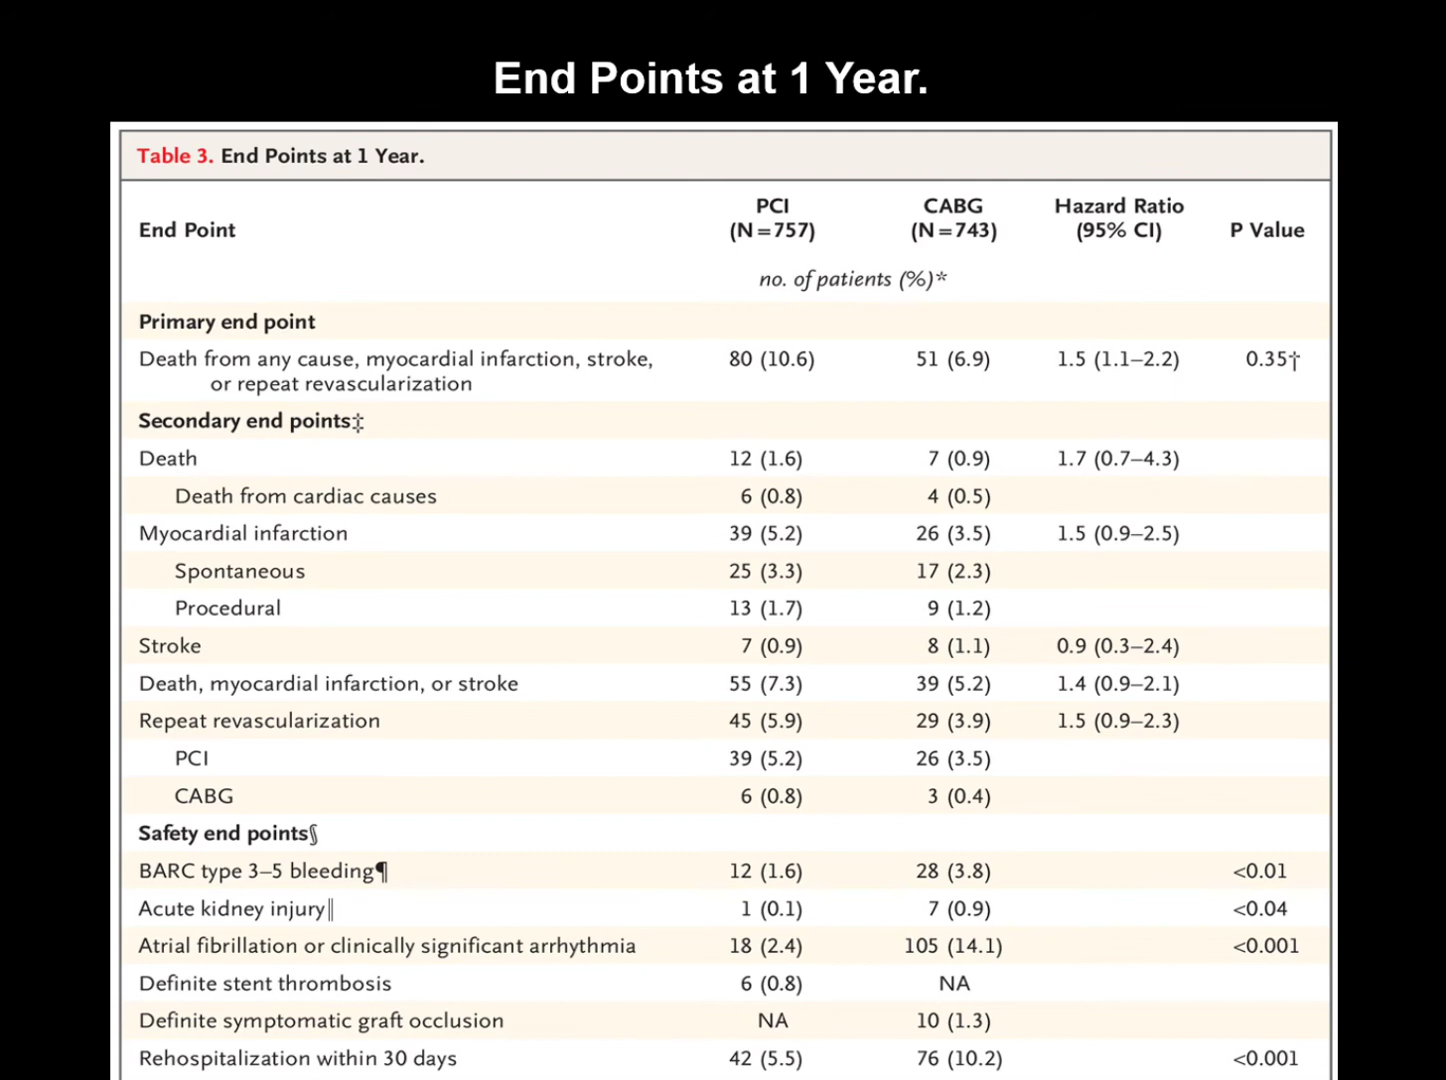 End Points at 1 Year.
Table 3. End Points at 1 Year.
End Point PCI (N=757) CABG (N=743) Hazard Ratio (95% CI) P Value
no. of patients (%)*
Primary end point
Death from any cause, myocardial infarction, stroke, or repeat revascularization 80 (10.6) 51 (6.9) 1.5 (1.1–2.2) 0.35†
Secondary end points‡
Death 12 (1.6) 7 (0.9) 1.7 (0.7–4.3)
Death from cardiac causes 6 (0.8) 4 (0.5)
Myocardial infarction 39 (5.2) 26 (3.5) 1.5 (0.9–2.5)
Spontaneous 25 (3.3) 17 (2.3)
Procedural 13 (1.7) 9 (1.2)
Stroke 7 (0.9) 8 (1.1) 0.9 (0.3–2.4)
Death, myocardial infarction, or stroke 55 (7.3) 39 (5.2) 1.4 (0.9–2.1)
Repeat revascularization 45 (5.9) 29 (3.9) 1.5 (0.9–2.3)
PCI 39 (5.2) 26 (3.5)
CABG 6 (0.8) 3 (0.4)
Safety end points§
BARC type 3–5 bleeding¶ 12 (1.6) 28 (3.8) <0.01
Acute kidney injury‖ 1 (0.1) 7 (0.9) <0.04
Atrial fibrillation or clinically significant arrhythmia 18 (2.4) 105 (14.1) <0.001
Definite stent thrombosis 6 (0.8) NA
Definite symptomatic graft occlusion NA 10 (1.3)
Rehospitalization within 30 days 42 (5.5) 76 (10.2) <0.001